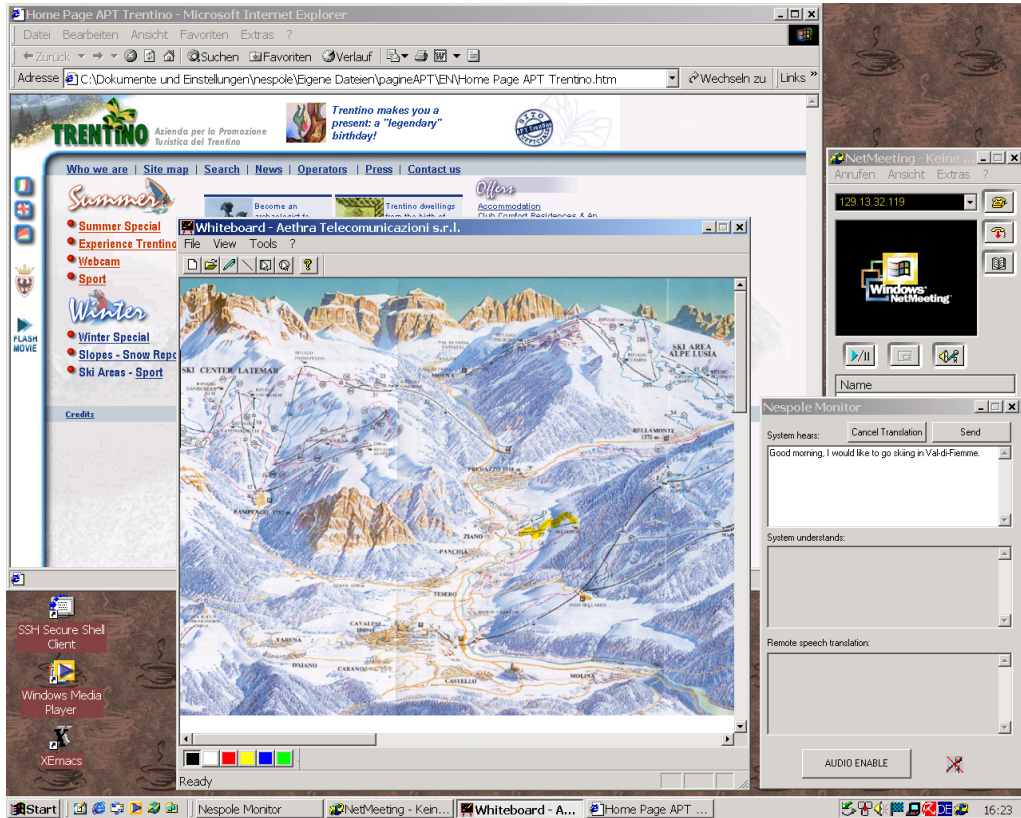 Home Page APT Trentino - Microsoft Internet Explorer
Datei Bearbeiten Ansicht Favoriten Extras ?
Zurück Suchen Favoriten Verlauf
Adresse C:\Dokumente und Einstellungen\nespole\Eigene Dateien\pagineAPT\EN\Home Page APT Trentino.htm Wechseln zu Links »
TRENTINO
Azienda per la Promozione
Turistica del Trentino
Trentino makes you a
present: a "legendary"
birthday!
Who we are | Site map | Search | News | Operators | Press | Contact us
Summer
Summer Special
Experience Trentino
Webcam
Sport
Winter
Winter Special
Slopes - Snow Repo
Ski Areas - Sport
Credits
FLASH
MOVIE
Become an
Trentino dwellings
Offers
Accommodation
Whiteboard - Aethra Telecomunicazioni s.r.l.
File View Tools ?
SKI CENTER LATEMAR
MOENA
SKI AREA
ALPE LUSIA
BELLAMONTE
PREDAZZO
PAMPEAGO
ZIANO
PANCHIÀ
TESERO
CAVALESE
VARENA
DAIANO
CARANO
CASTELLO
MOLINA
Ready
NetMeeting - Keine ...
Anrufen Ansicht Extras ?
129.13.32.119
Windows
NetMeeting
Name
Nespole Monitor
System hears:
Cancel Translation
Send
Good morning, I would like to go skiing in Val-di-Fiemme.
System understands:
Remote speech translation:
AUDIO ENABLE
SSH Secure Shell
Client
Windows Media
Player
XEmacs
Start Nespole Monitor NetMeeting - Kein... Whiteboard - A... Home Page APT ... DE 16:23